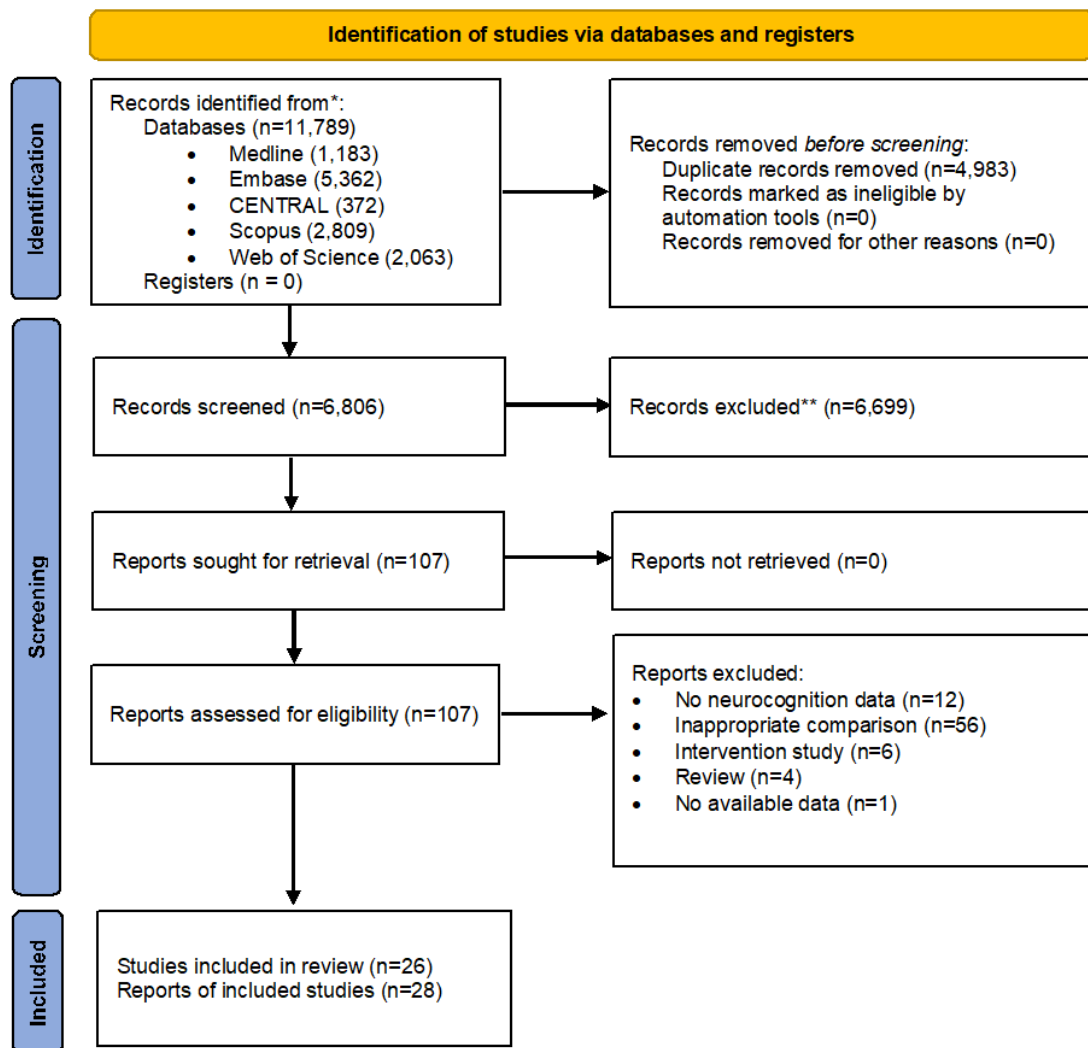 Identification of studies via databases and registers
Identification
Records identified from*:
Databases (n=11,789)
• Medline (1,183)
• Embase (5,362)
• CENTRAL (372)
• Scopus (2,809)
• Web of Science (2,063)
Registers (n = 0)
Records removed before screening:
Duplicate records removed (n=4,983)
Records marked as ineligible by
automation tools (n=0)
Records removed for other reasons (n=0)
Screening
Records screened (n=6,806)
Records excluded** (n=6,699)
Reports sought for retrieval (n=107)
Reports not retrieved (n=0)
Reports assessed for eligibility (n=107)
Reports excluded:
• No neurocognition data (n=12)
• Inappropriate comparison (n=56)
• Intervention study (n=6)
• Review (n=4)
• No available data (n=1)
Included
Studies included in review (n=26)
Reports of included studies (n=28)